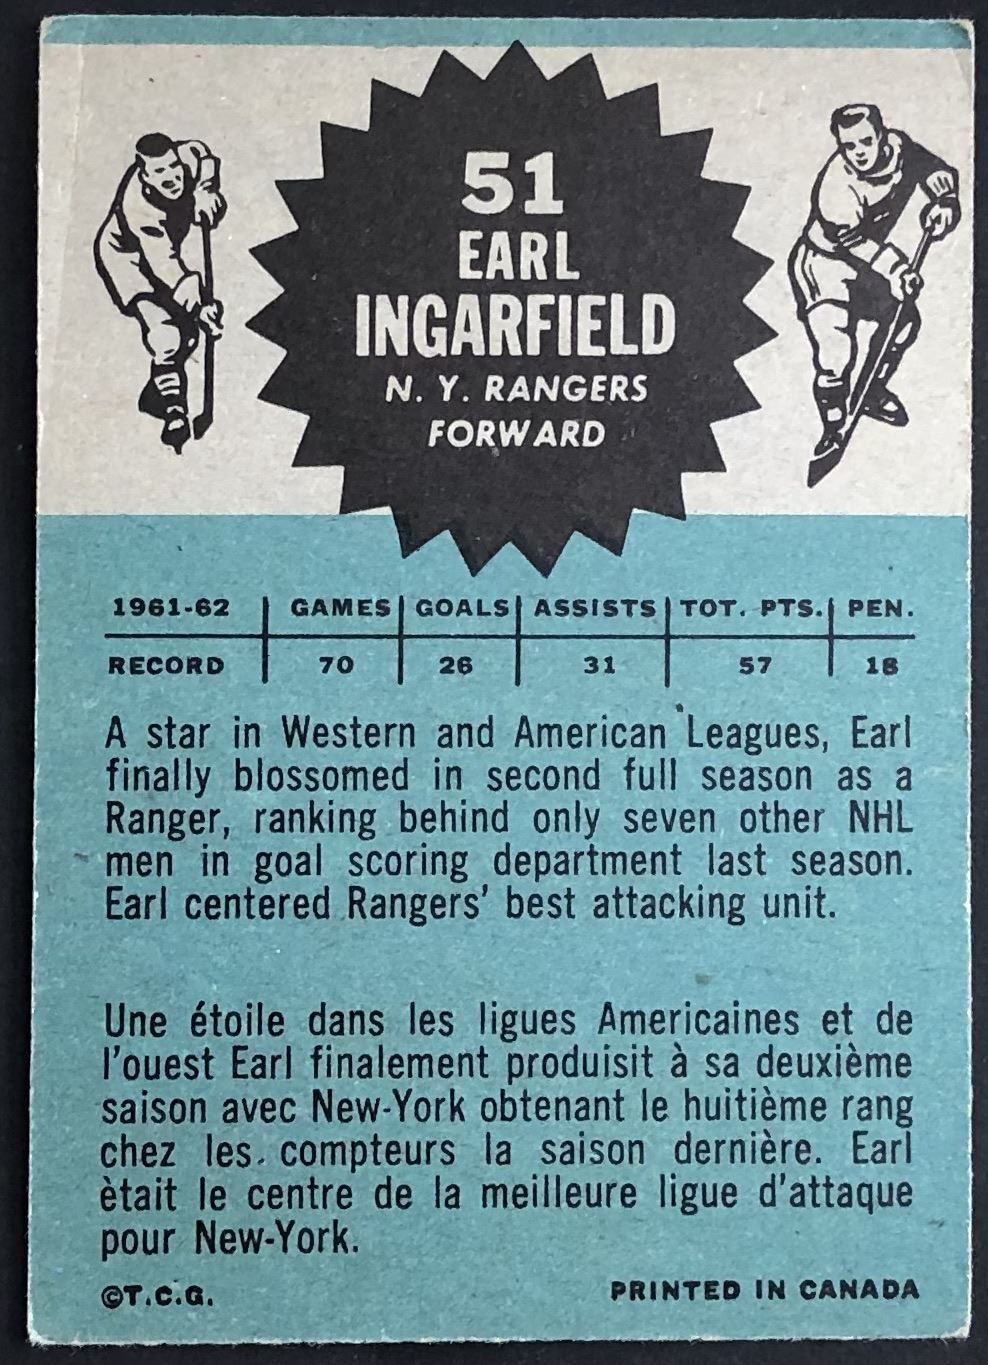 51
EARL
INGARFIELD
N. Y. RANGERS
FORWARD
1961-62 GAMES GOALS ASSISTS TOT. PTS. PEN.
RECORD 70 26 31 57 18
A star in Western and American Leagues, Earl
finally blossomed in second full season as a
Ranger, ranking behind only seven other NHL
men in goal scoring department last season.
Earl centered Rangers' best attacking unit.
Une étoile dans les ligues Americaines et de
l'ouest Earl finalement produisit à sa deuxième
saison avec New-York obtenant le huitième rang
chez les compteurs la saison dernière. Earl
ètait le centre de la meilleure ligue d'attaque
pour New-York.
©T.C.G. PRINTED IN CANADA